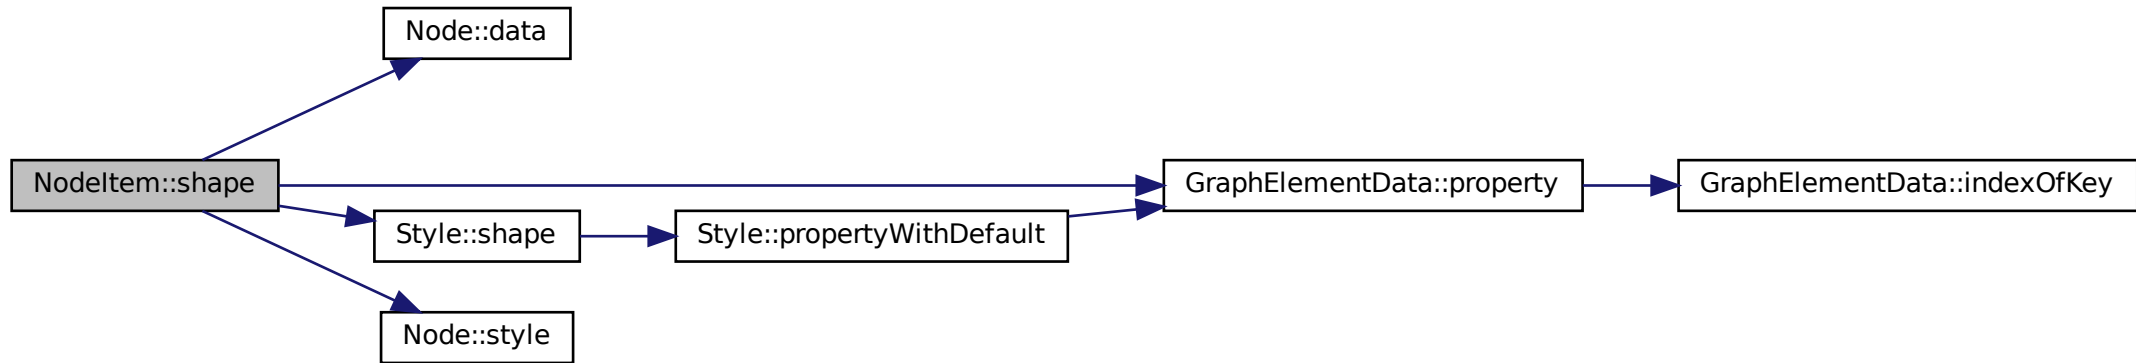 Node::data
NodeItem::shape
GraphElementData::property
GraphElementData::indexOfKey
Style::shape
Style::propertyWithDefault
Node::style